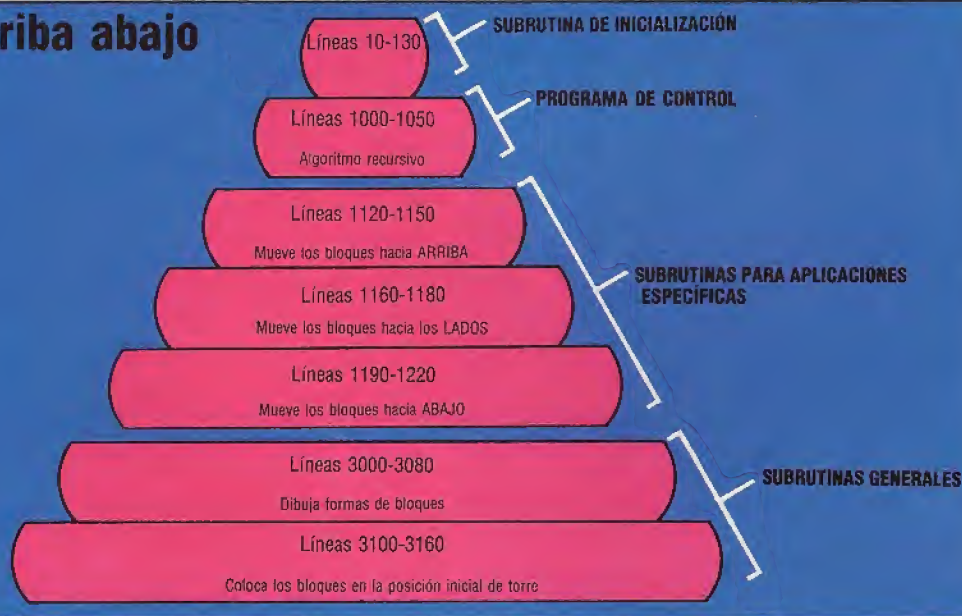 riba abajo
Líneas 10-130
SUBRUTINA DE INICIALIZACIÓN
Líneas 1000-1050
Algoritmo recursivo
PROGRAMA DE CONTROL
Líneas 1120-1150
Mueve los bloques hacia ARRIBA
Líneas 1160-1180
Mueve los bloques hacia los LADOS
Líneas 1190-1220
Mueve los bloques hacia ABAJO
SUBRUTINAS PARA APLICACIONES
ESPECÍFICAS
Líneas 3000-3080
Dibuja formas de bloques
Líneas 3100-3160
Coloca los bloques en la posición inicial de torre
SUBRUTINAS GENERALES